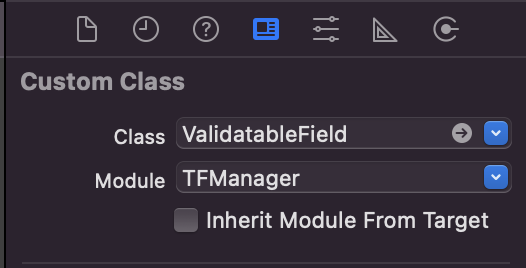 Custom Class
Class ValidatableField
Module TFManager
Inherit Module From Target